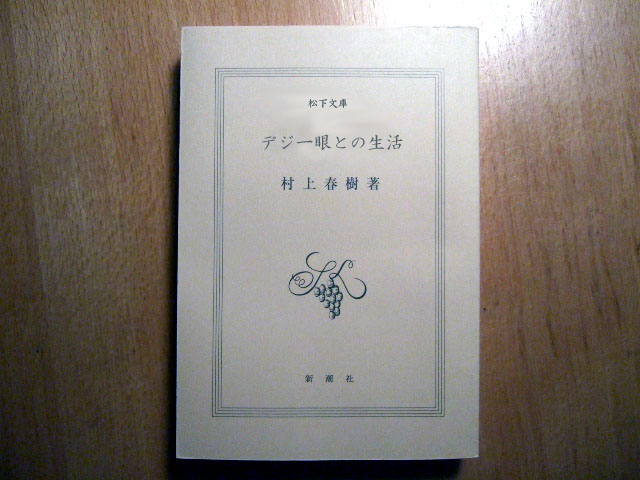 松下文庫
デジ一眼との生活
村上春樹著
新潮社